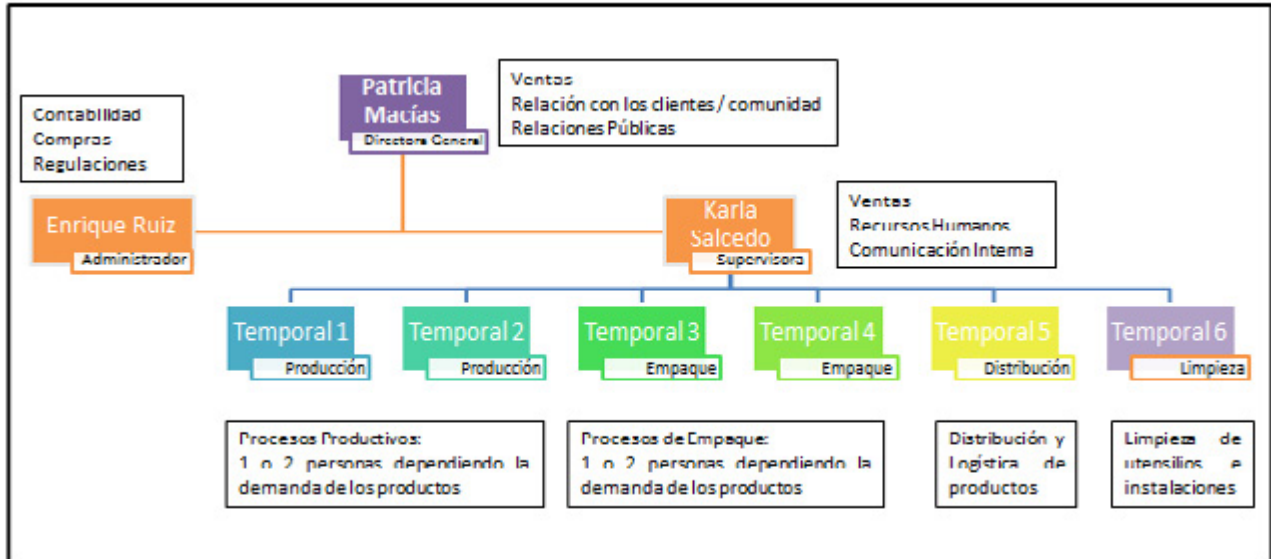 Patricia
Macías
Directora General
Ventas
Relación con los clientes / comunidad
Relaciones Públicas
Contabilidad
Compras
Regulaciones
Enrique Ruiz
Administrador
Karla
Salcedo
Supervisora
Ventas
Recursos Humanos
Comunicación Interna
Temporal 1
Producción
Temporal 2
Producción
Temporal 3
Empaque
Temporal 4
Empaque
Temporal 5
Distribución
Temporal 6
Limpieza
Procesos Productivos:
1 o 2 personas dependiendo la
demanda de los productos
Procesos de Empaque:
1 o 2 personas dependiendo la
demanda de los productos
Distribución y
Logística de
productos
Limpieza de
utensilios e
instalaciones